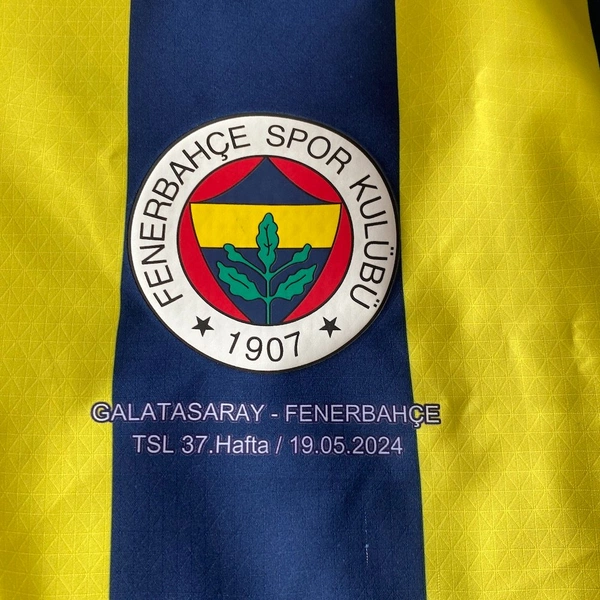 FENERBAHÇE SPOR KULÜBÜ
★ 1907 ★
GALATASARAY - FENERBAHÇE
TSL 37.Hafta / 19.05.2024